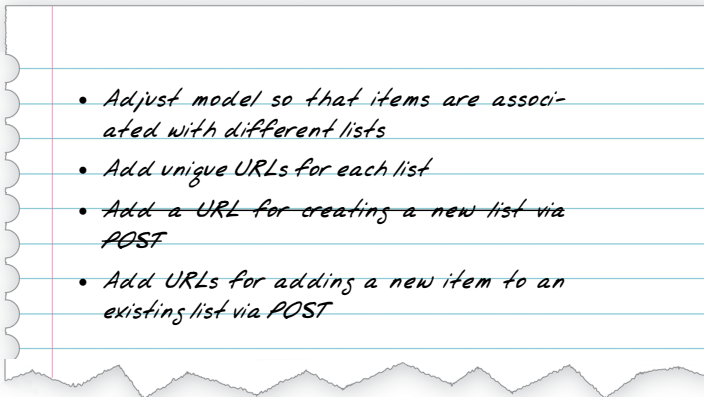 • Adjust model so that items are associ-
ated with different lists
• Add unique URLs for each list
• Add a URL for creating a new list via
POST
• Add URLs for adding a new item to an
existing list via POST